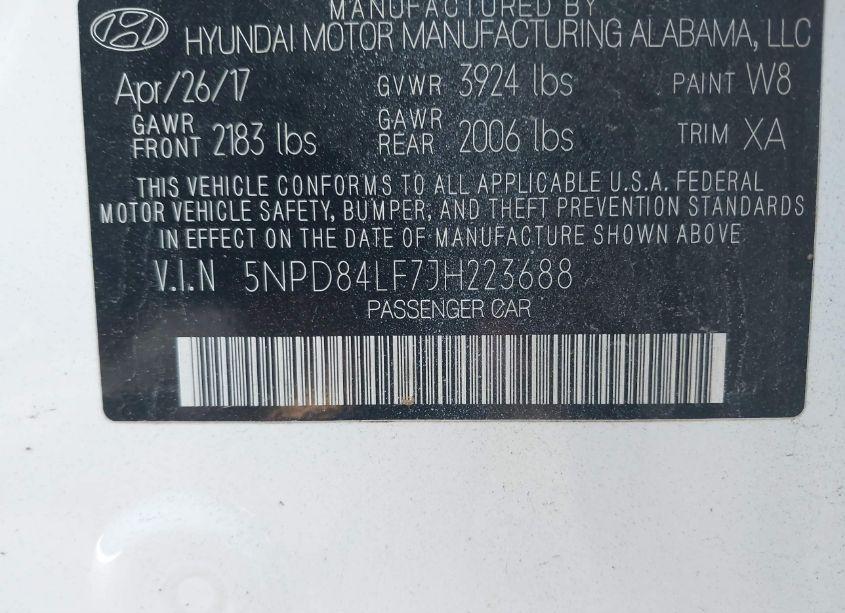 MANUFACTURED BY
HYUNDAI MOTOR MANUFACTURING ALABAMA, LLC
Apr/26/17 GVWR 3924 lbs PAINT W8
GAWR FRONT 2183 lbs GAWR REAR 2006 lbs TRIM XA
THIS VEHICLE CONFORMS TO ALL APPLICABLE U.S.A. FEDERAL
MOTOR VEHICLE SAFETY, BUMPER, AND THEFT PREVENTION STANDARDS
IN EFFECT ON THE DATE OF MANUFACTURE SHOWN ABOVE
V.I.N 5NPD84LF7JH223688
PASSENGER CAR